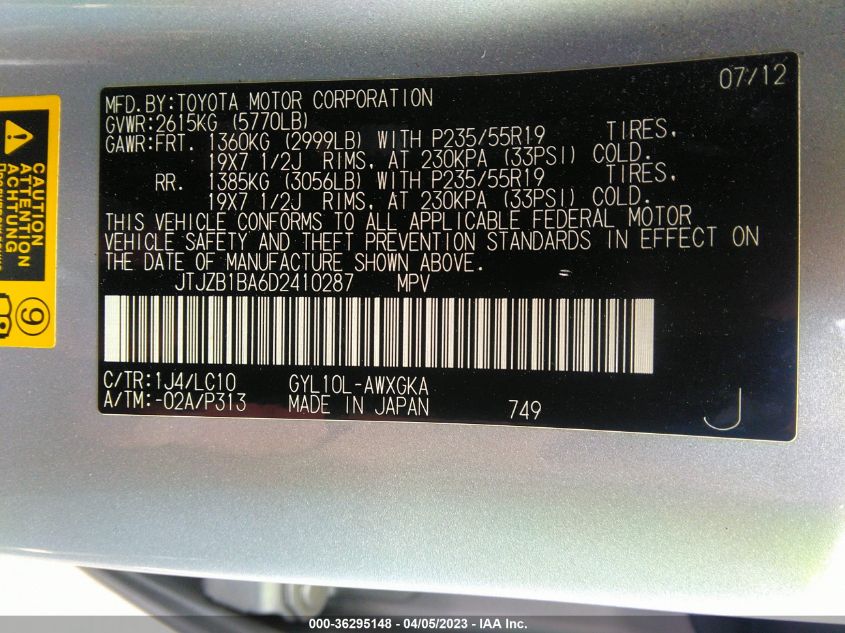 07/12
MFD.BY:TOYOTA MOTOR CORPORATION
GVWR:2615KG (5770LB)
GAWR:FRT. 1360KG (2999LB) WITH P235/55R19 TIRES,
19X7 1/2J RIMS, AT 230KPA (33PSI) COLD.
RR. 1385KG (3056LB) WITH P235/55R19 TIRES,
19X7 1/2J RIMS, AT 230KPA (33PSI) COLD.
THIS VEHICLE CONFORMS TO ALL APPLICABLE FEDERAL MOTOR
VEHICLE SAFETY AND THEFT PREVENTION STANDARDS IN EFFECT ON
THE DATE OF MANUFACTURE SHOWN ABOVE.
JTJZB1BA6D2410287 MPV
C/TR:1J4/LC10 GYL10L-AWXGKA
A/TM:-02A/P313 MADE IN JAPAN 749 J
CAUTION
ATTENTION
ACHTUNG
9
000-36295148 - 04/05/2023 - IAA Inc.